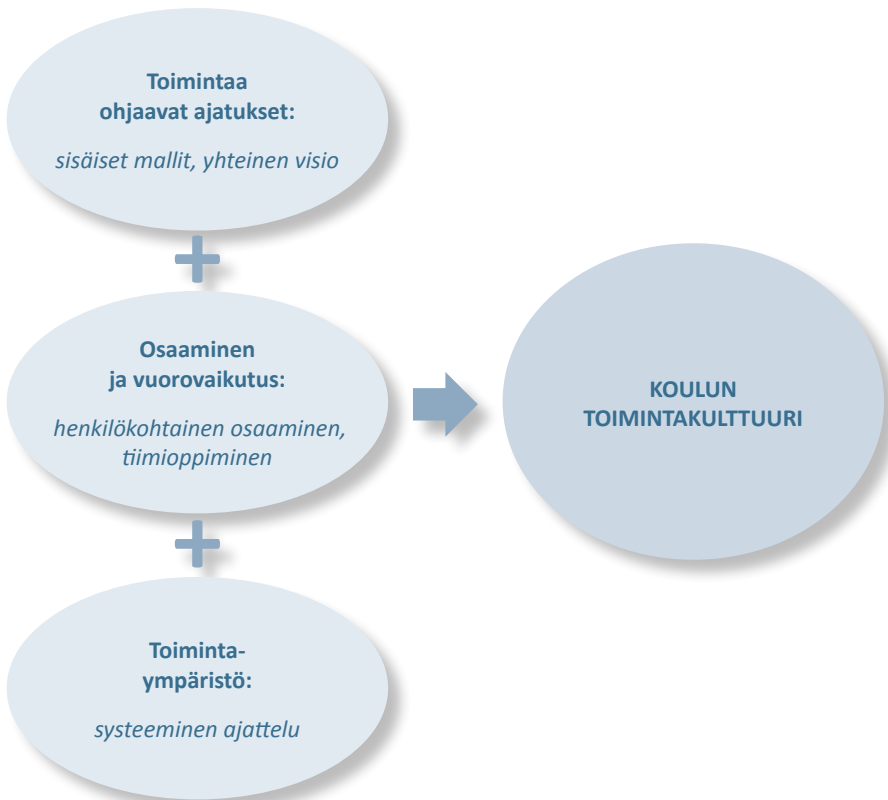 Toimintaa
ohjaavat ajatukset:
sisäiset mallit, yhteinen visio
+
Osaaminen
ja vuorovaikutus:
henkilökohtainen osaaminen,
tiimioppiminen
+
Toiminta-
ympäristö:
systeeminen ajattelu
KOULUN
TOIMINTAKULTTUURI